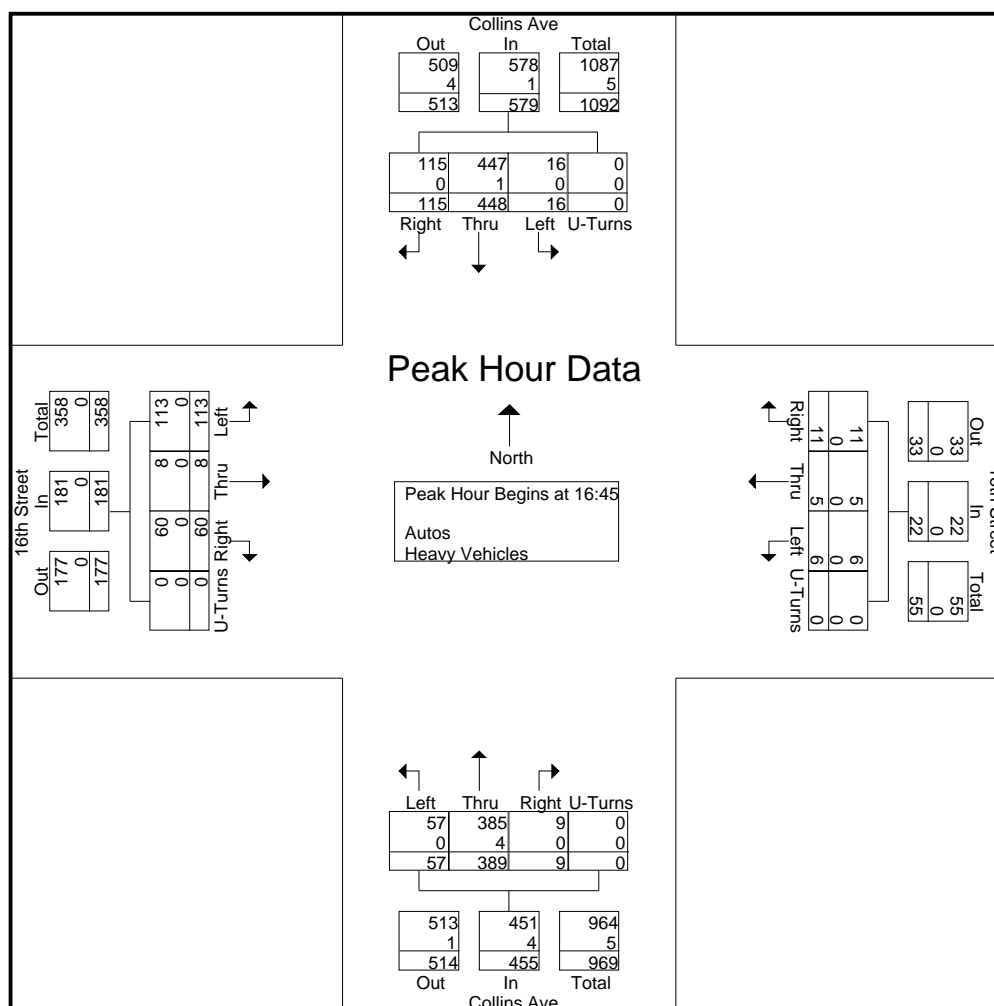 Collins Ave
Out In Total
509 578 1087
4 1 5
513 579 1092
115 447 16 0
0 1 0 0
115 448 16 0
Right Thru Left U-Turns
Peak Hour Data
North
Peak Hour Begins at 16:45
Autos
Heavy Vehicles
16th Street
Total In Out
358 181 177
0 0 0
358 181 177
113 8 60 0
0 0 0 0
113 8 60 0
Left Thru Right U-Turns
Out In Total
33 22 55
0 0 0
33 22 55
11 5 6 0
0 0 0 0
11 5 6 0
Right Thru Left U-Turns
Left Thru Right U-Turns
57 385 9 0
0 4 0 0
57 389 9 0
513 451 964
1 4 5
514 455 969
Out In Total
Collins Ave